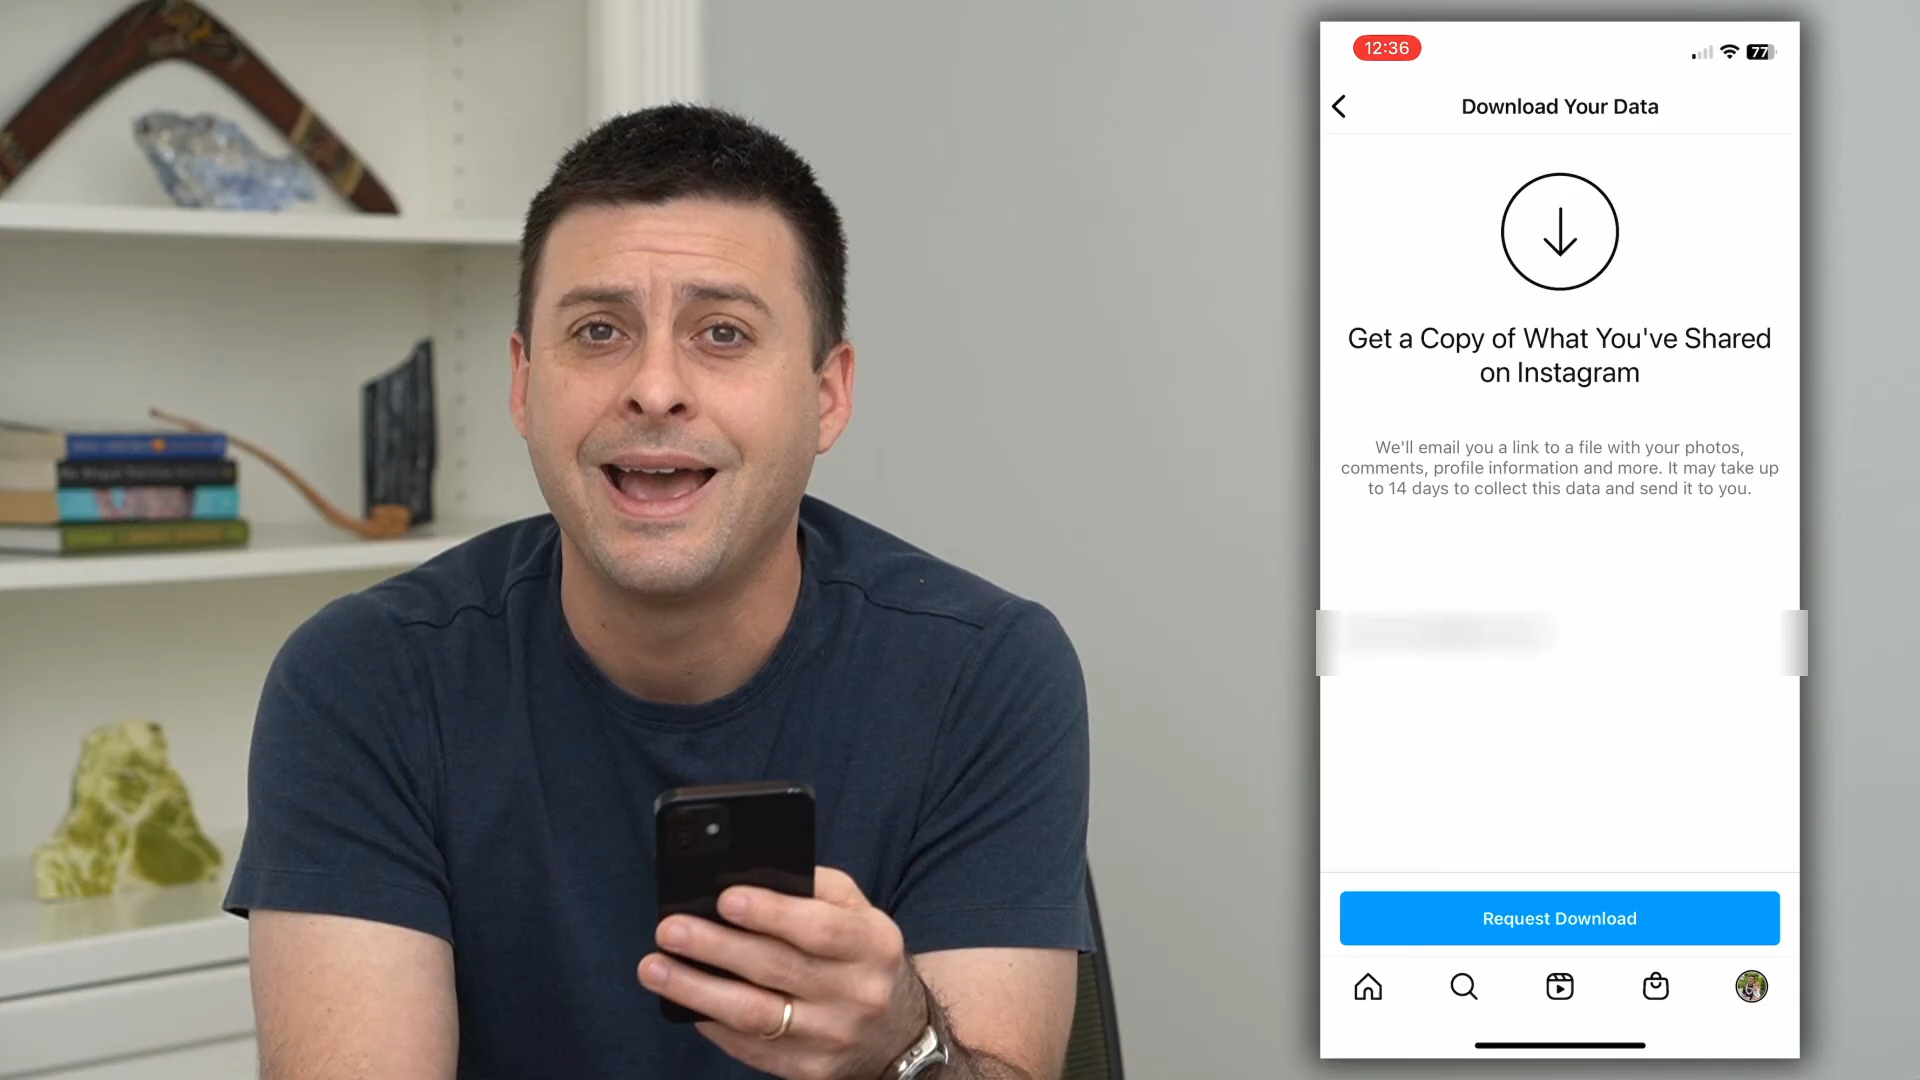 12:36
77
Download Your Data
Get a Copy of What You've Shared
on Instagram
We'll email you a link to a file with your photos,
comments, profile information and more. It may take up
to 14 days to collect this data and send it to you.
Request Download